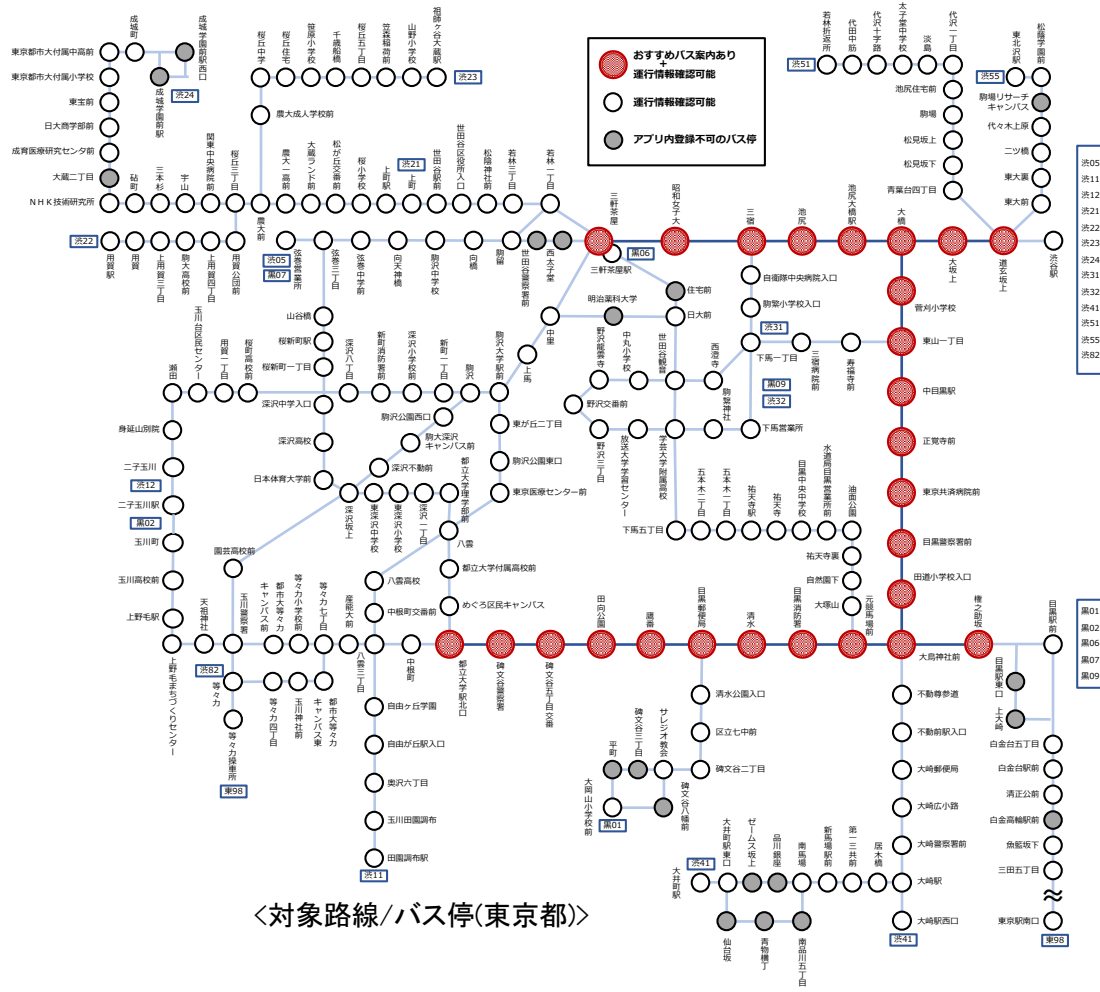 おすすめバス案内あり
+
運行情報確認可能
運行情報確認可能
アプリ内登録不可のバス停
成城町
成城学園前駅西口
東京都市大付属中高前
東京都市大付属小学校
成城学園前駅
渋24
東宝前
日大商学部前
成育医療研究センタ前
大蔵二丁目
NHK技術研究所
砧町
三本杉
宇山
関東中央病院前
桜丘三丁目
農大前
桜丘中学
桜丘住宅
笹原小学校
千歳船橋
桜丘五丁目
笠森稲荷前
山野小学校
祖師ヶ谷大蔵駅
渋23
農大成人学校前
農大一高前
大蔵ランド前
松が丘交番前
桜小学校
上町駅
上町
渋21
世田谷駅前
世田谷区役所入口
松陰神社前
若林三丁目
若林一丁目
渋22
用賀駅
用賀
上用賀三丁目
駒大高校前
上用賀四丁目
用賀公団前
渋05
黒07
弦巻営業所
弦巻三丁目
弦巻中学前
向天神橋
駒沢中学校
向橋
駒留
世田谷警察署前
西太子堂
三軒茶屋
昭和女子大
三宿
池尻
池尻大橋駅
大橋
大坂上
道玄坂上
渋谷駅
渋51
若林折返所
代田中筋
代沢十字路
太子堂中学校
淡島
代沢一丁目
池尻住宅前
駒場
松見坂上
松見坂下
青葉台四丁目
渋55
東北沢駅
松蔭学園前
駒場リサーチ
キャンパス
代々木上原
二ツ橋
東大裏
東大前
渋05
渋11
渋12
渋21
渋22
渋23
渋24
渋31
渋32
渋41
渋51
渋55
渋82
黒06
三軒茶屋駅
住宅前
日大前
明治薬科大学
中里
上馬
駒沢大学駅前
自衛隊中央病院入口
駒繁小学校入口
渋31
下馬一丁目
三宿病院前
寿福寺前
黒09
渋32
下馬営業所
野沢龍雲寺
中丸小学校
世田谷観音
西澄寺
駒繋神社
野沢交番前
野沢三丁目
放送大学学習センター
学芸大学附属高校
下馬五丁目
五本木二丁目
五本木一丁目
祐天寺駅
祐天寺
目黒中央中学校
水道局目黒営業所前
油面公園
祐天寺裏
自然園下
大塚山
元競馬場前
菅刈小学校
東山一丁目
中目黒駅
正覚寺前
東京共済病院前
目黒警察署前
田道小学校入口
大鳥神社前
権之助坂
目黒駅前
山谷橋
桜新町駅
桜新町一丁目
深沢中学入口
深沢高校
日本体育大学前
瀬田
玉川台区民センター
用賀一丁目
桜町高校前
深沢八丁目
新町消防署前
深沢小学校前
新町一丁目
駒沢
身延山別院
二子玉川
渋12
二子玉川駅
黒02
玉川町
玉川高校前
上野毛駅
駒沢公園西口
駒大深沢
キャンパス前
深沢不動前
東が丘二丁目
駒沢公園東口
東京医療センター前
深沢坂上
東深沢中学校
東深沢小学校
深沢一丁目
都立大学理学部前
八雲
都立大学付属高校前
めぐろ区民キャンパス
園芸高校前
八雲高校
中根町交番前
上野毛まちづくりセンター
天祖神社
玉川警察署
都市大等々力
キャンパス前
等々力小学校前
等々力七丁目
産能大前
八雲三丁目
中根町
渋82
等々力
等々力操車所
東98
等々力四丁目
玉川神社前
都市大等々力
キャンパス東
自由ヶ丘学園
自由が丘駅入口
奥沢六丁目
玉川田園調布
田園調布駅
渋11
都立大学駅北口
碑文谷警察署
碑文谷五丁目交番
田向公園
鷹番
目黒郵便局
清水
目黒消防署
清水公園入口
区立七中前
碑文谷二丁目
サレジオ教会
碑文谷三丁目
平町
大岡山小学校前
黒01
碑文谷八幡前
不動尊参道
不動前駅入口
大崎郵便局
大崎広小路
大崎警察署前
大崎駅
大崎駅西口
渋41
渋41
大井町駅
大井町駅東口
ゼームス坂上
品川銀座
南馬場
新馬場駅前
第一三共前
居木橋
仙台坂
青物横丁
南品川五丁目
目黒駅東口
上大崎
白金台五丁目
白金台駅前
清正公前
白金高輪駅前
魚籃坂下
三田五丁目
東京駅南口
東98
黒01
黒02
黒06
黒07
黒09
<対象路線/バス停(東京都)>